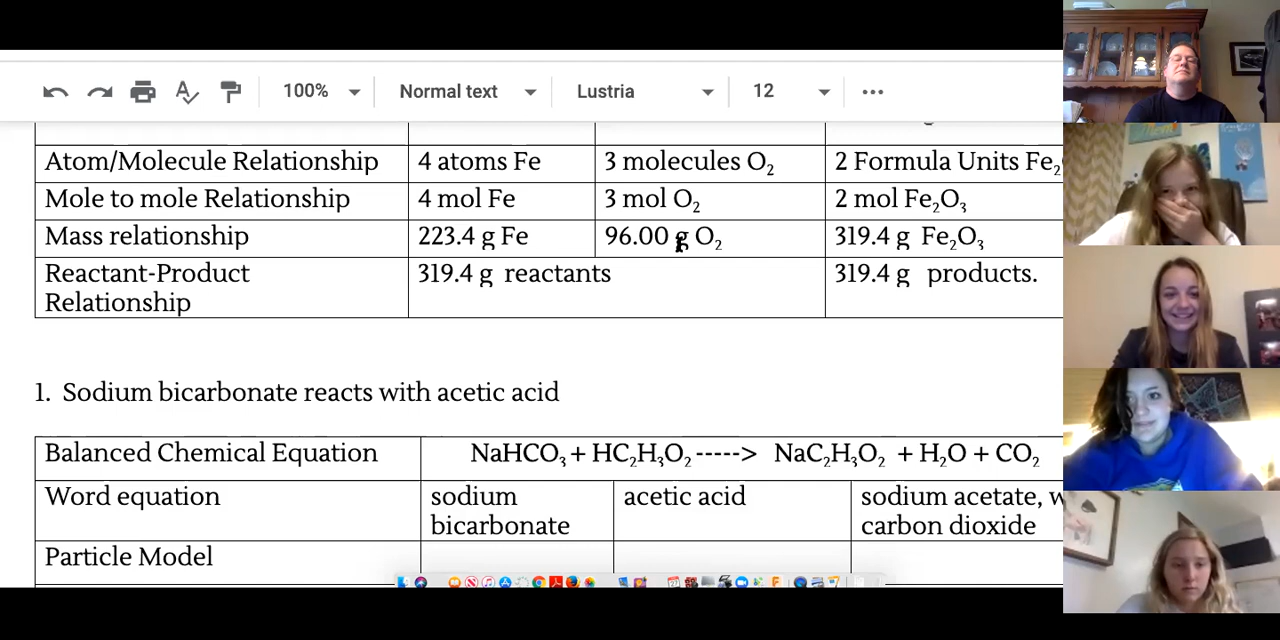 100% Normal text Lustria 12
Atom/Molecule Relationship 4 atoms Fe 3 molecules O₂ 2 Formula Units Fe₂
Mole to mole Relationship 4 mol Fe 3 mol O₂ 2 mol Fe₂O₃
Mass relationship 223.4 g Fe 96.00 g O₂ 319.4 g Fe₂O₃
Reactant-Product 319.4 g reactants 319.4 g products.
Relationship
1. Sodium bicarbonate reacts with acetic acid
Balanced Chemical Equation NaHCO₃ + HC₂H₃O₂ -----> NaC₂H₃O₂ + H₂O + CO₂
Word equation sodium acetic acid sodium acetate, w
bicarbonate carbon dioxide
Particle Model